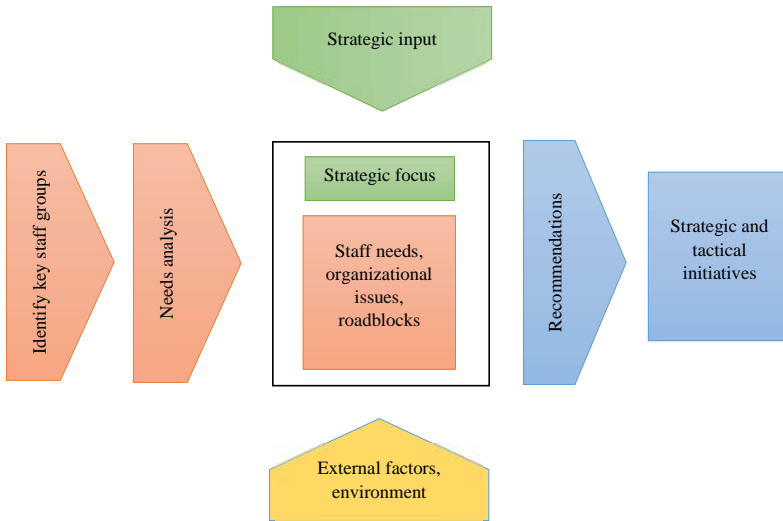 Strategic input
Identify key staff groups
Needs analysis
Strategic focus
Staff needs,
organizational
issues,
roadblocks
Recommendations
Strategic and
tactical
initiatives
External factors,
environment